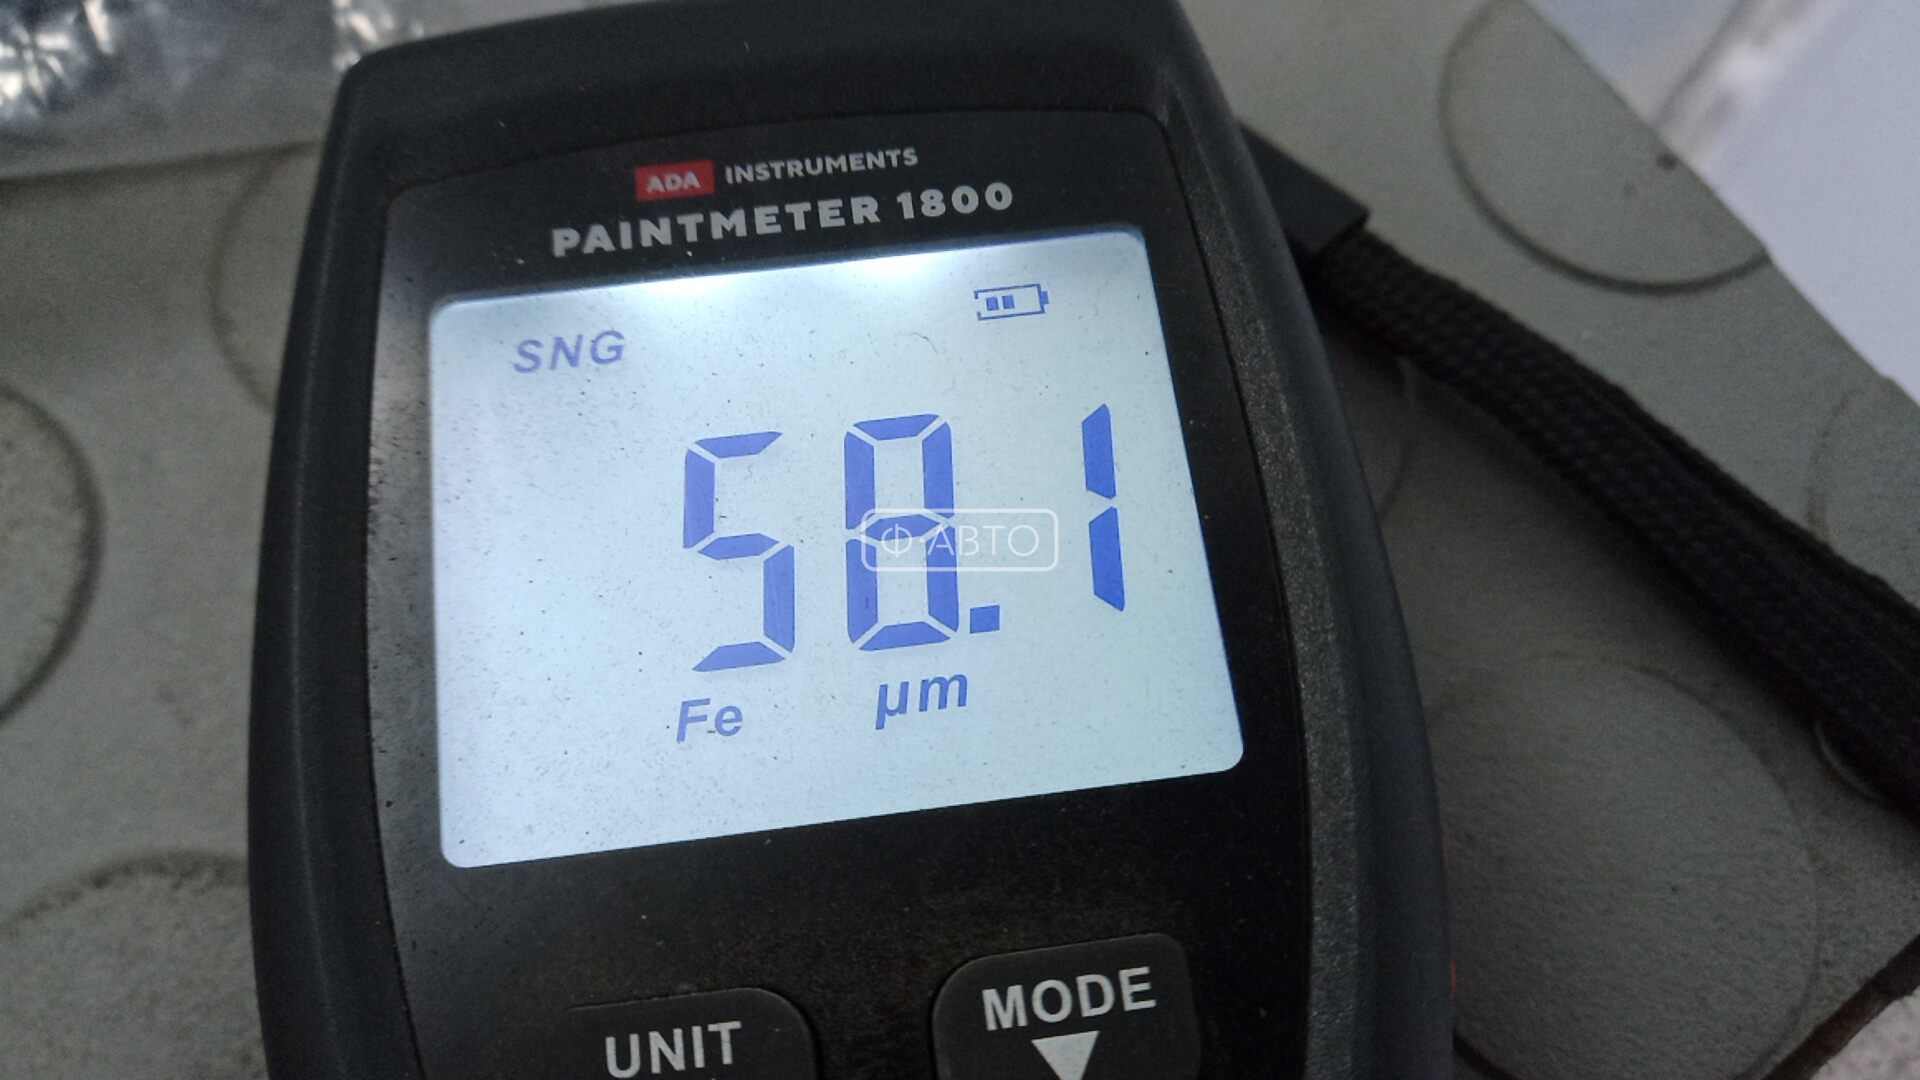 ADA INSTRUMENTS
PAINTMETER 1800
SNG
58.1
Ф·АВТО
Fe µm
UNIT MODE